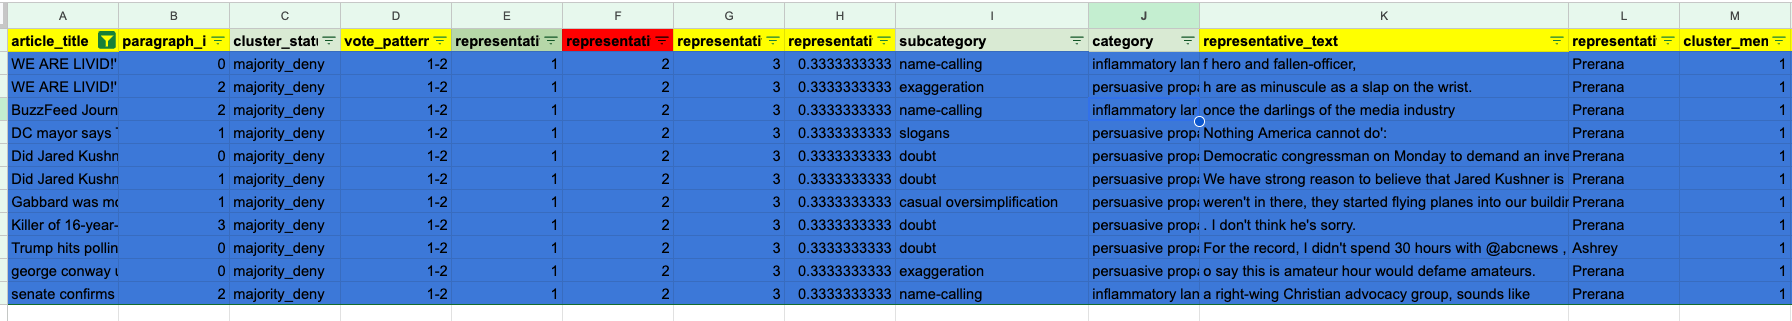 A B C D E F G H I J K L M
article_title paragraph_i cluster_statu vote_patterr representati representati representati representati subcategory category representative_text representati cluster_men
WE ARE LIVID!' 0 majority_deny 1-2 1 2 3 0.3333333333 name-calling inflammatory lan f hero and fallen-officer, Prerana 1
WE ARE LIVID!' 2 majority_deny 1-2 1 2 3 0.3333333333 exaggeration persuasive propa h are as minuscule as a slap on the wrist. Prerana 1
BuzzFeed Journ 2 majority_deny 1-2 1 2 3 0.3333333333 name-calling inflammatory lan once the darlings of the media industry Prerana 1
DC mayor says 1 majority_deny 1-2 1 2 3 0.3333333333 slogans persuasive propa Nothing America cannot do': Prerana 1
Did Jared Kushn 0 majority_deny 1-2 1 2 3 0.3333333333 doubt persuasive propa Democratic congressman on Monday to demand an inve Prerana 1
Did Jared Kushn 1 majority_deny 1-2 1 2 3 0.3333333333 doubt persuasive propa We have strong reason to believe that Jared Kushner is Prerana 1
Gabbard was mo 1 majority_deny 1-2 1 2 3 0.3333333333 casual oversimplification persuasive propa weren't in there, they started flying planes into our buildin Prerana 1
Killer of 16-year- 3 majority_deny 1-2 1 2 3 0.3333333333 doubt persuasive propa . I don't think he's sorry. Prerana 1
Trump hits pollin 0 majority_deny 1-2 1 2 3 0.3333333333 doubt persuasive propa For the record, I didn't spend 30 hours with @abcnews , Ashrey 1
george conway u 0 majority_deny 1-2 1 2 3 0.3333333333 exaggeration persuasive propa o say this is amateur hour would defame amateurs. Prerana 1
senate confirms 2 majority_deny 1-2 1 2 3 0.3333333333 name-calling inflammatory lan a right-wing Christian advocacy group, sounds like Prerana 1